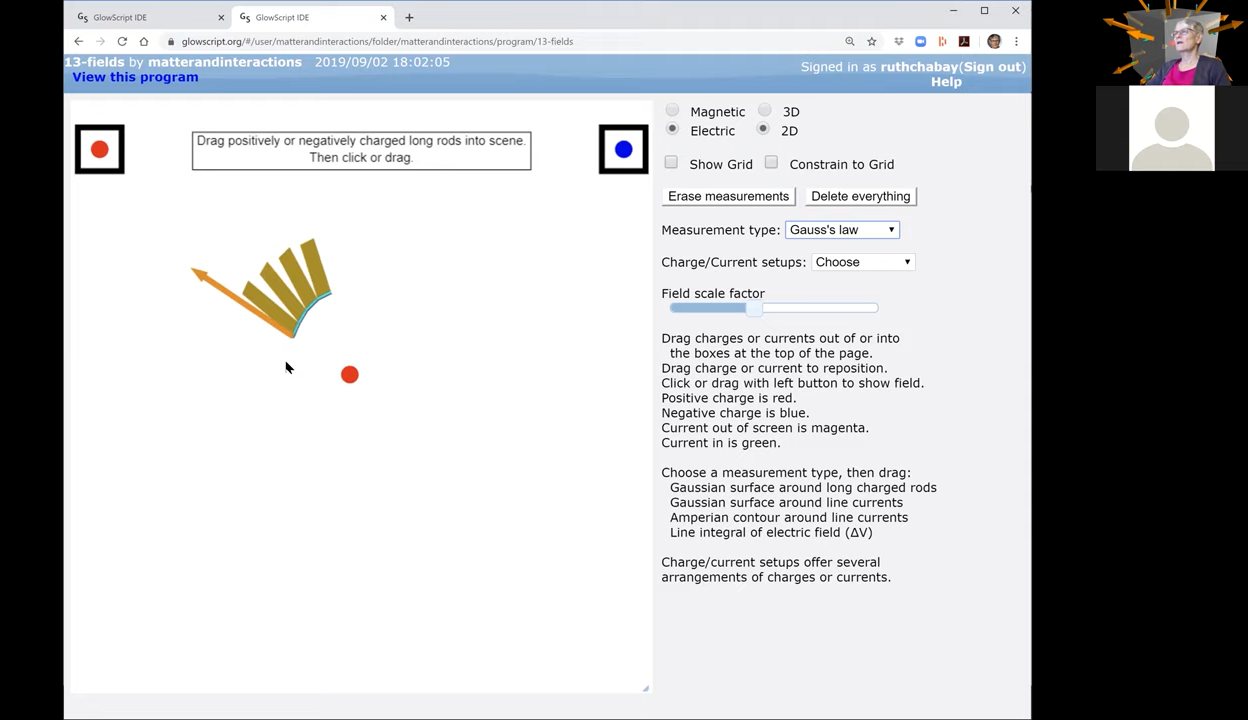 GlowScript IDE
GlowScript IDE
glowscript.org/#/user/matterandinteractions/folder/matterandinteractions/program/13-fields
13-fields by matterandinteractions 2019/09/02 18:02:05
View this program
Signed in as ruthchabay(Sign out)
Help
Drag positively or negatively charged long rods into scene.
Then click or drag.
Magnetic 3D
Electric 2D
Show Grid Constrain to Grid
Erase measurements Delete everything
Measurement type: Gauss's law
Charge/Current setups: Choose
Field scale factor
Drag charges or currents out of or into
the boxes at the top of the page.
Drag charge or current to reposition.
Click or drag with left button to show field.
Positive charge is red.
Negative charge is blue.
Current out of screen is magenta.
Current in is green.
Choose a measurement type, then drag:
Gaussian surface around long charged rods
Gaussian surface around line currents
Amperian contour around line currents
Line integral of electric field (ΔV)
Charge/current setups offer several
arrangements of charges or currents.